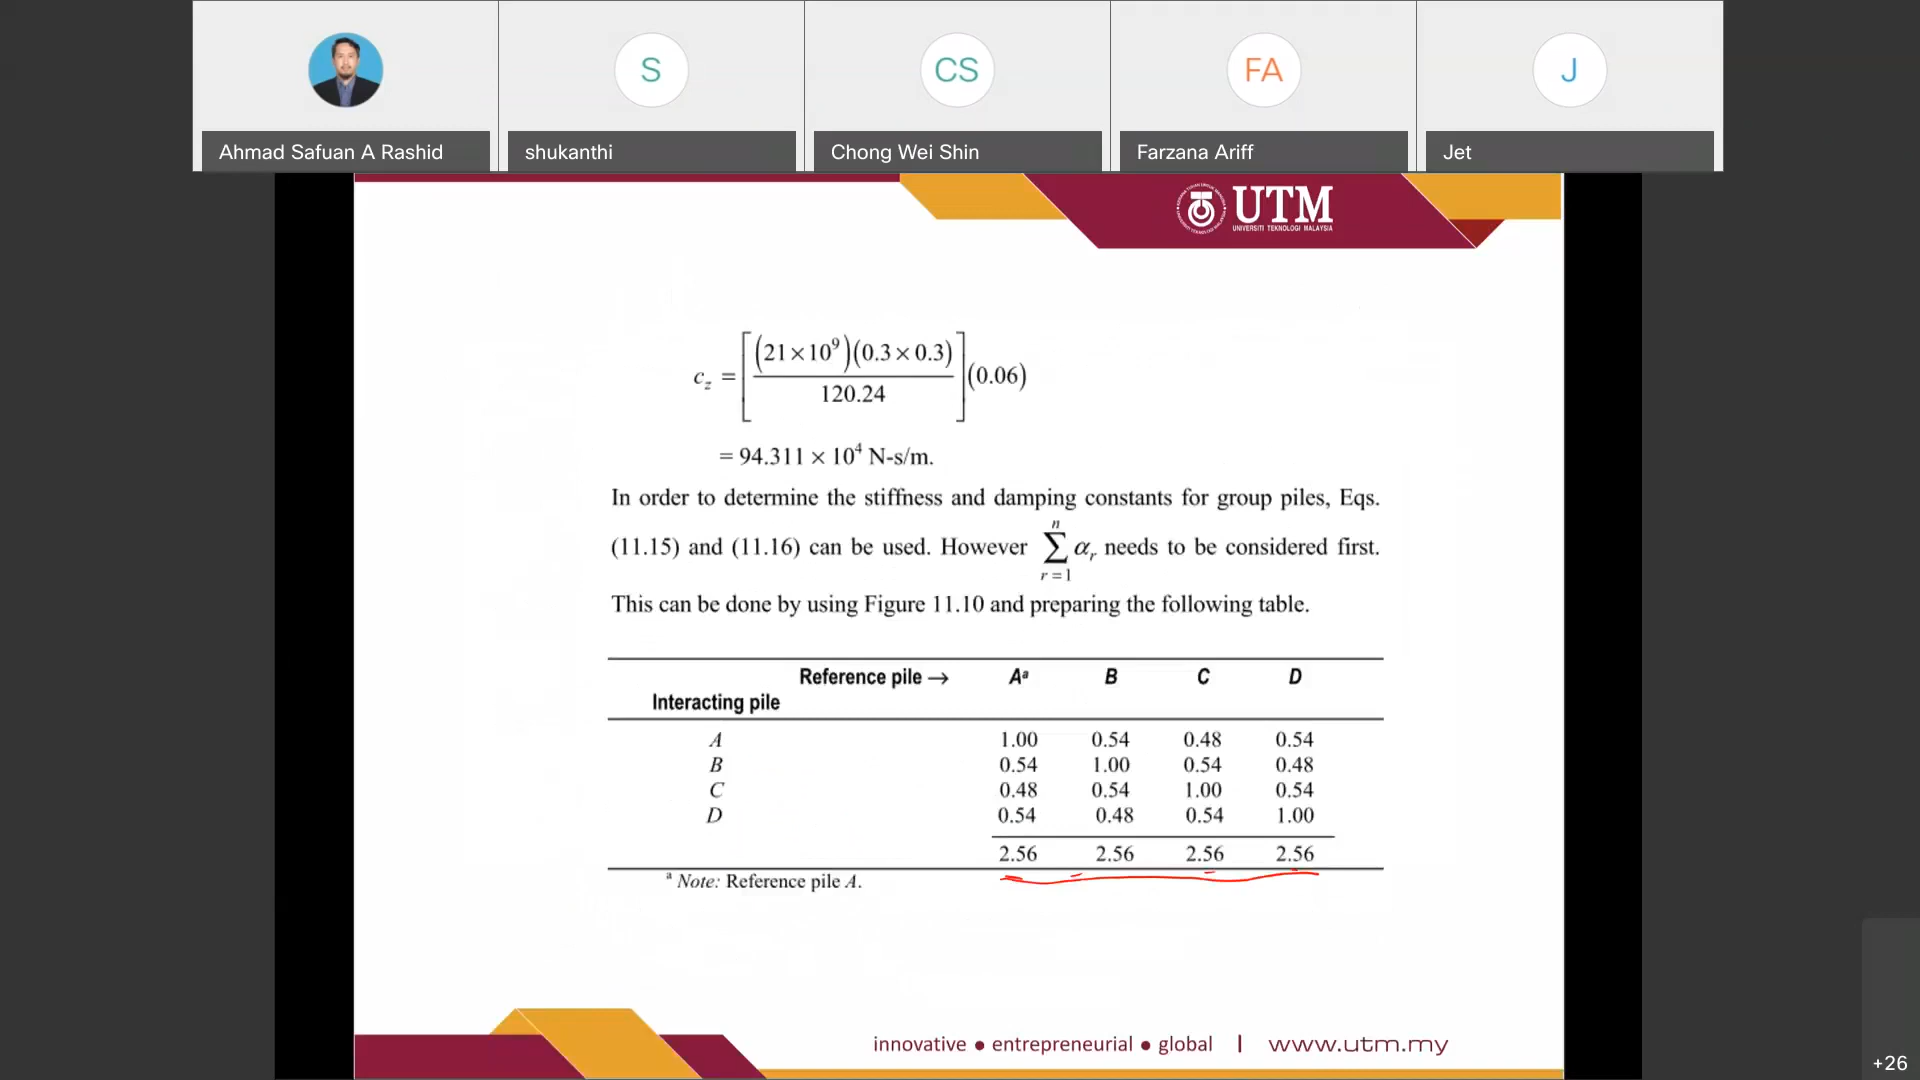 S
CS
FA
J
Ahmad Safuan A Rashid
shukanthi
Chong Wei Shin
Farzana Ariff
Jet
UTM
UNIVERSITI TEKNOLOGI MALAYSIA
c_z = [(21×10⁹)(0.3×0.3) / 120.24](0.06)
= 94.311 × 10⁴ N-s/m.
In order to determine the stiffness and damping constants for group piles, Eqs.
(11.15) and (11.16) can be used. However \sum_{r=1}^{n} α_r needs to be considered first.
This can be done by using Figure 11.10 and preparing the following table.
Reference pile → Aᵃ B C D
Interacting pile
A 1.00 0.54 0.48 0.54
B 0.54 1.00 0.54 0.48
C 0.48 0.54 1.00 0.54
D 0.54 0.48 0.54 1.00
2.56 2.56 2.56 2.56
ᵃ Note: Reference pile A.
innovative ● entrepreneurial ● global | www.utm.my
+26